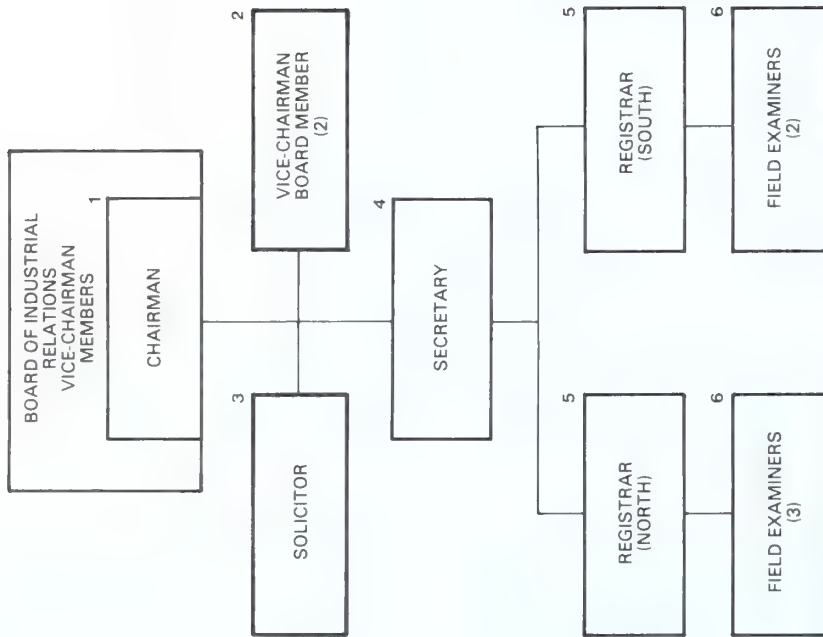 BOARD OF INDUSTRIAL
RELATIONS
VICE-CHAIRMAN
MEMBERS
1
CHAIRMAN
3
SOLICITOR
2
VICE-CHAIRMAN
BOARD MEMBER
(2)
4
SECRETARY
5
REGISTRAR
(NORTH)
5
REGISTRAR
(SOUTH)
6
FIELD EXAMINERS
(3)
6
FIELD EXAMINERS
(2)